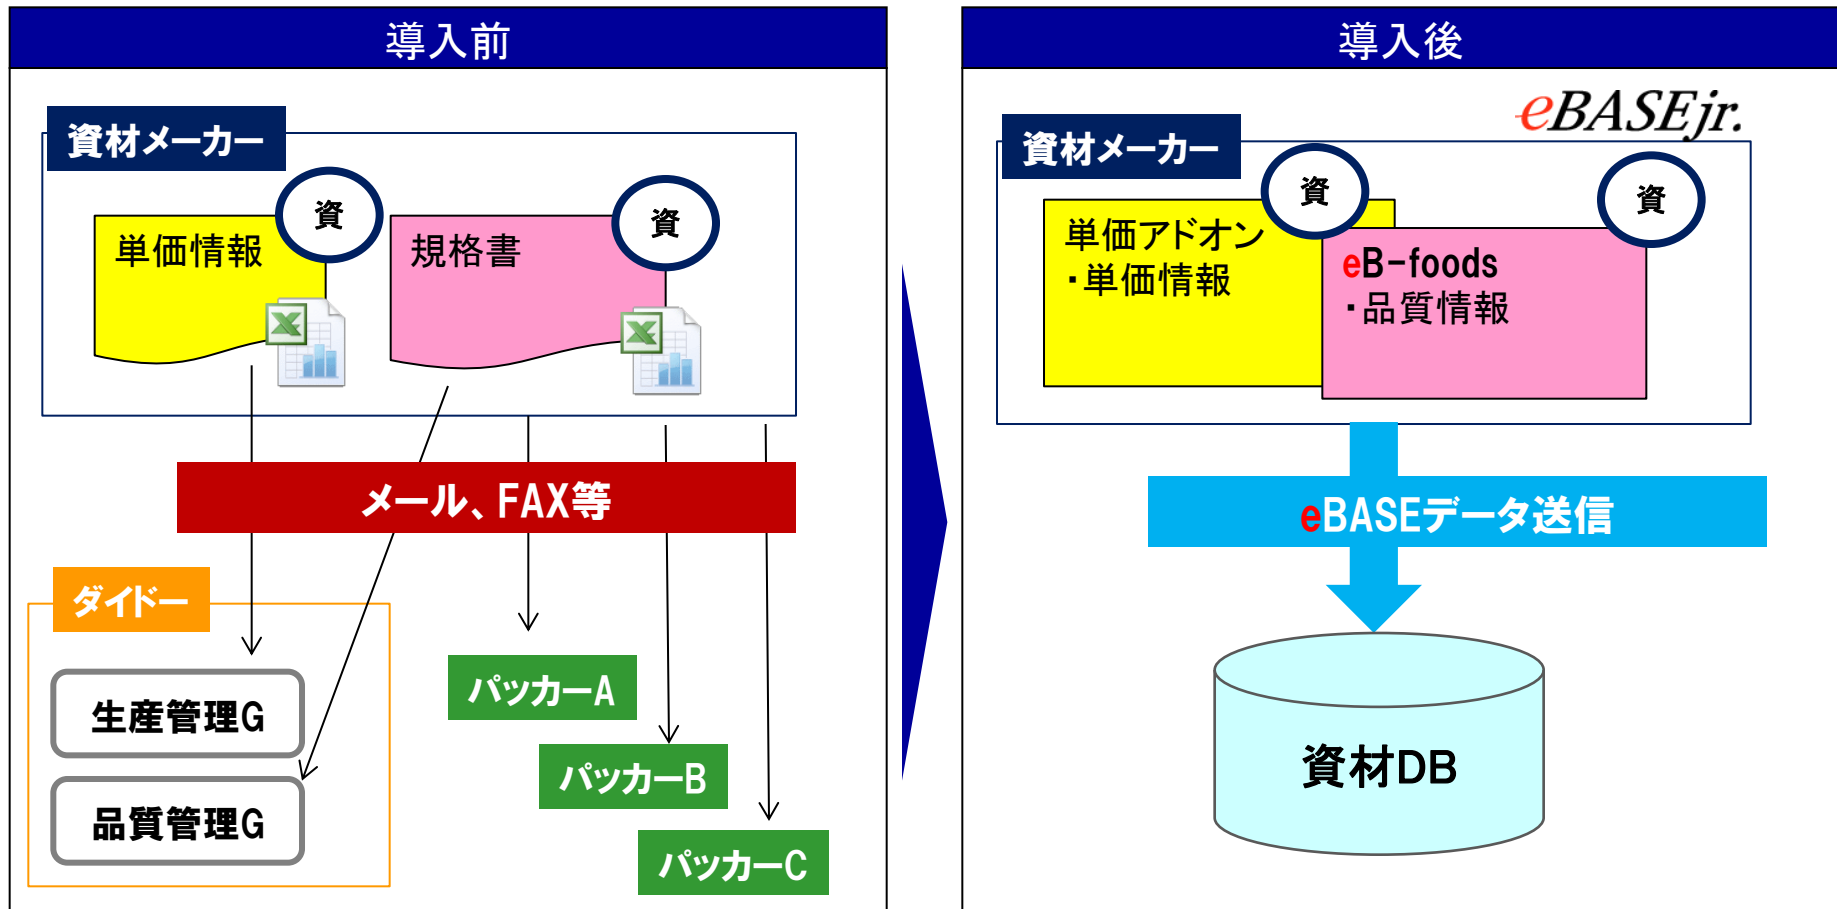 導入前
資材メーカー
資
資
単価情報
規格書
メール、FAX等
ダイドー
生産管理G
品質管理G
パッカーA
パッカーB
パッカーC
導入後
eBASEjr.
資材メーカー
資
資
単価アドオン
・単価情報
eB-foods
・品質情報
eBASEデータ送信
資材DB